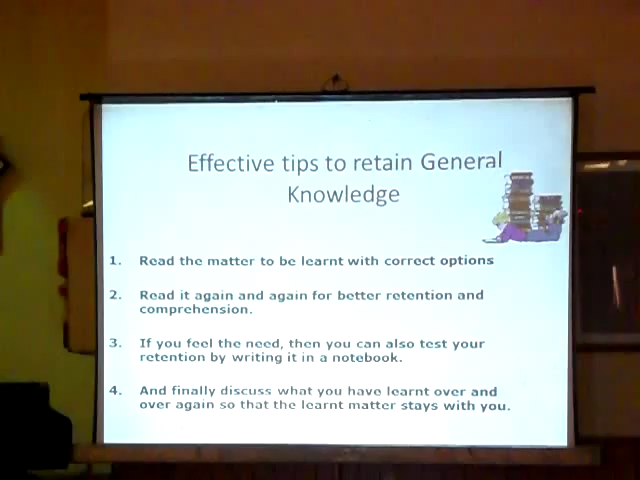 Effective tips to retain General
Knowledge
1. Read the matter to be learnt with correct options
2. Read it again and again for better retention and
comprehension.
3. If you feel the need, then you can also test your
retention by writing it in a notebook.
4. And finally discuss what you have learnt over and
over again so that the learnt matter stays with you.